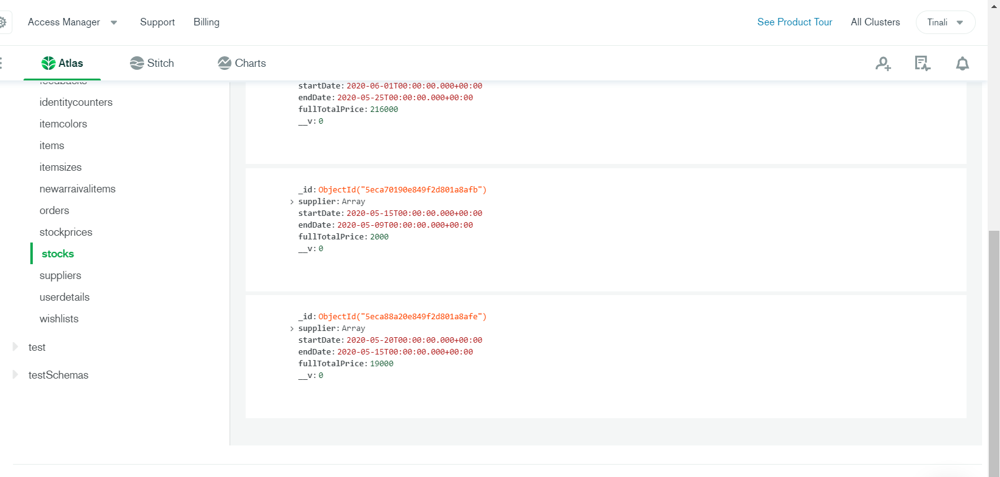 Access Manager
Support
Billing
See Product Tour
All Clusters
Tinali
Atlas
Stitch
Charts
feedbacks
identitycounters
itemcolors
items
itemsizes
newarraivalitems
orders
stockprices
stocks
suppliers
userdetails
wishlists
test
testSchemas
startDate: 2020-06-01T00:00:00.000+00:00
endDate: 2020-05-25T00:00:00.000+00:00
fullTotalPrice: 216000
__v: 0
_id: ObjectId("5eca70190e849f2d801a8afb")
supplier: Array
startDate: 2020-05-15T00:00:00.000+00:00
endDate: 2020-05-09T00:00:00.000+00:00
fullTotalPrice: 2000
__v: 0
_id: ObjectId("5eca88a20e849f2d801a8afe")
supplier: Array
startDate: 2020-05-20T00:00:00.000+00:00
endDate: 2020-05-15T00:00:00.000+00:00
fullTotalPrice: 19000
__v: 0